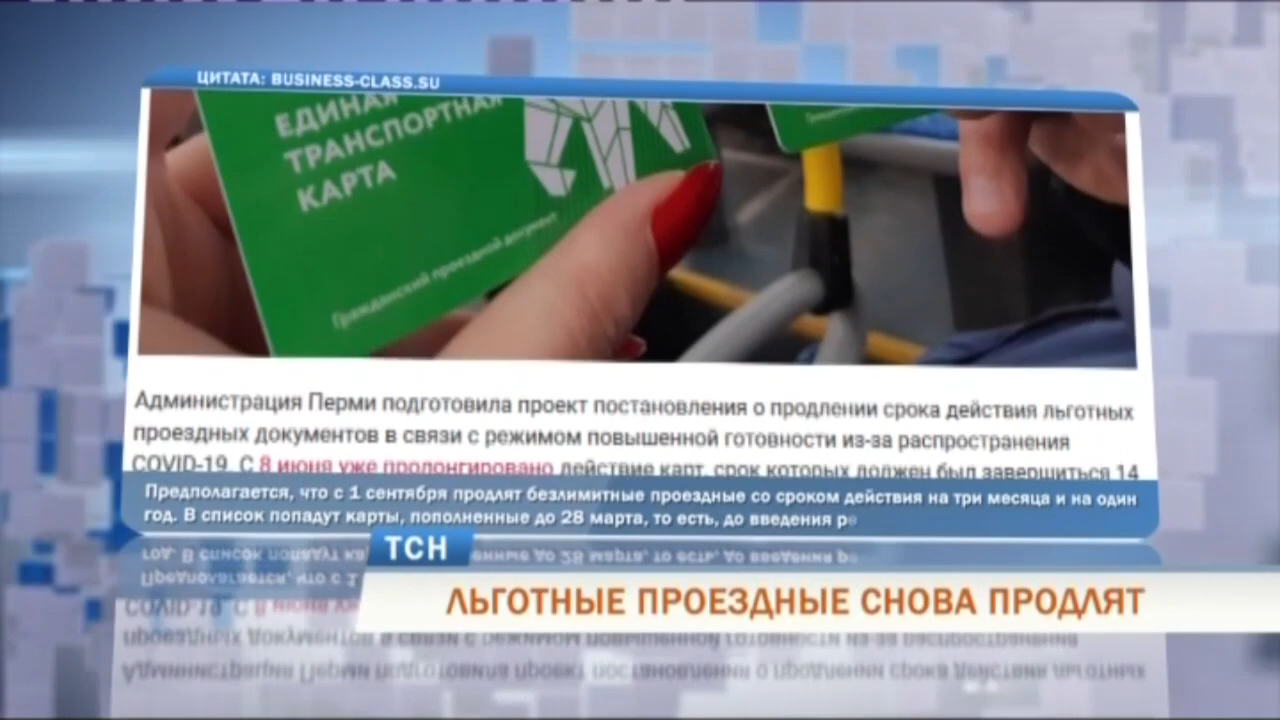 ЦИТАТА: BUSINESS-CLASS.SU
ЕДИНАЯ
ТРАНСПОРТНАЯ
КАРТА
Гражданский проездной документ
Администрация Перми подготовила проект постановления о продлении срока действия льготных
проездных документов в связи с режимом повышенной готовности из-за распространения
COVID-19. С 8 июня уже пролонгировано действие карт, срок которых должен был завершиться 14
Предполагается, что с 1 сентября продлят безлимитные проездные со сроком действия на три месяца и на один
год. В список попадут карты, пополненные до 28 марта, то есть, до введения ре
ТСН
ЛЬГОТНЫЕ ПРОЕЗДНЫЕ СНОВА ПРОДЛЯТ